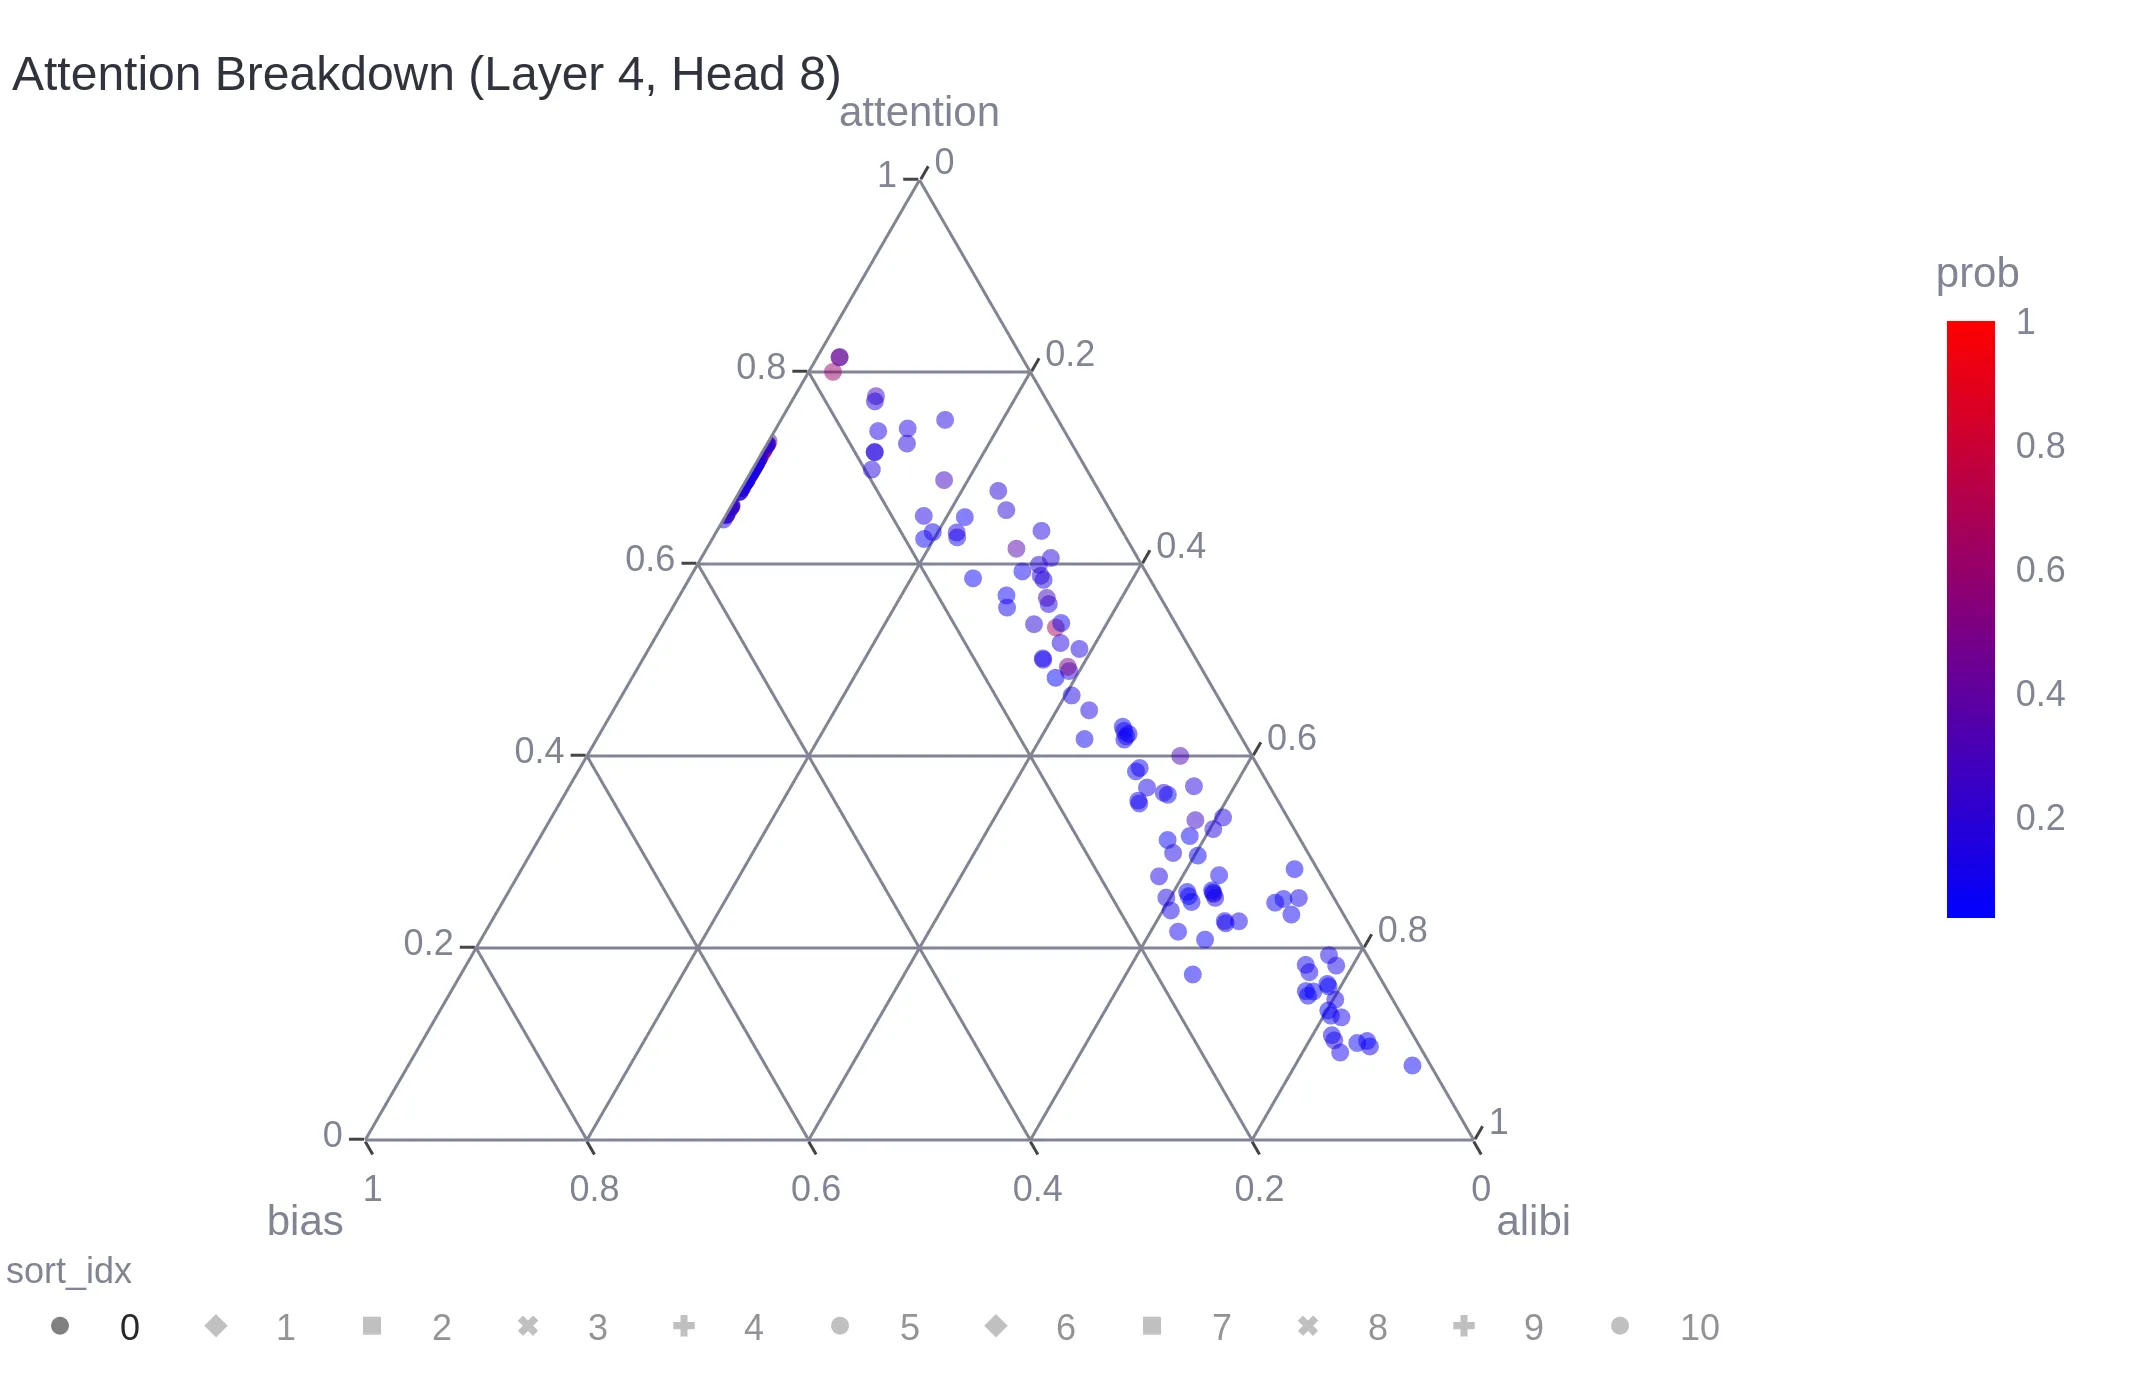 Attention Breakdown (Layer 4, Head 8)
attention
1 0
0.8 0.2
0.6 0.4
0.4 0.6
0.2 0.8
0 1
1 0.8 0.6 0.4 0.2 0
bias alibi
prob
1
0.8
0.6
0.4
0.2
sort_idx
0 1 2 3 4 5 6 7 8 9 10